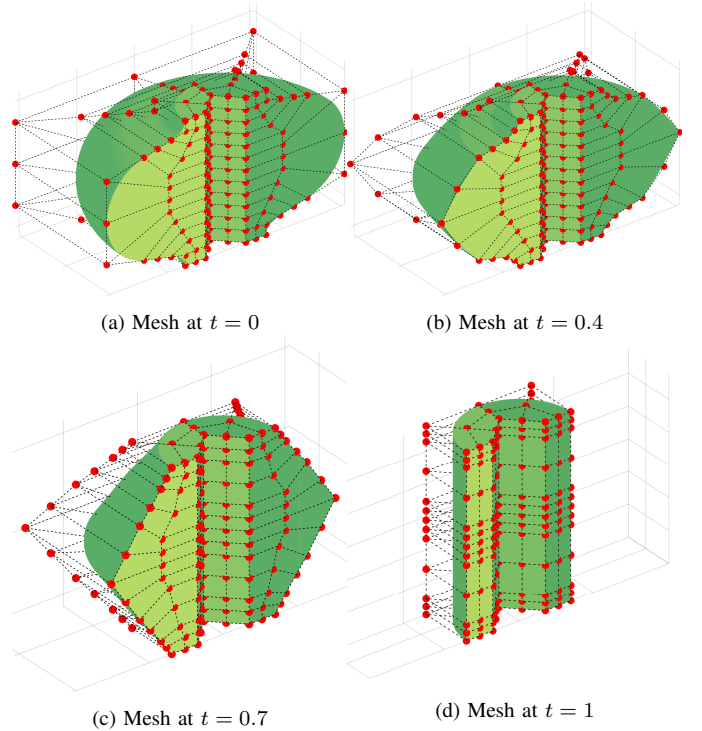 (a) Mesh at t = 0
(b) Mesh at t = 0.4
(c) Mesh at t = 0.7
(d) Mesh at t = 1